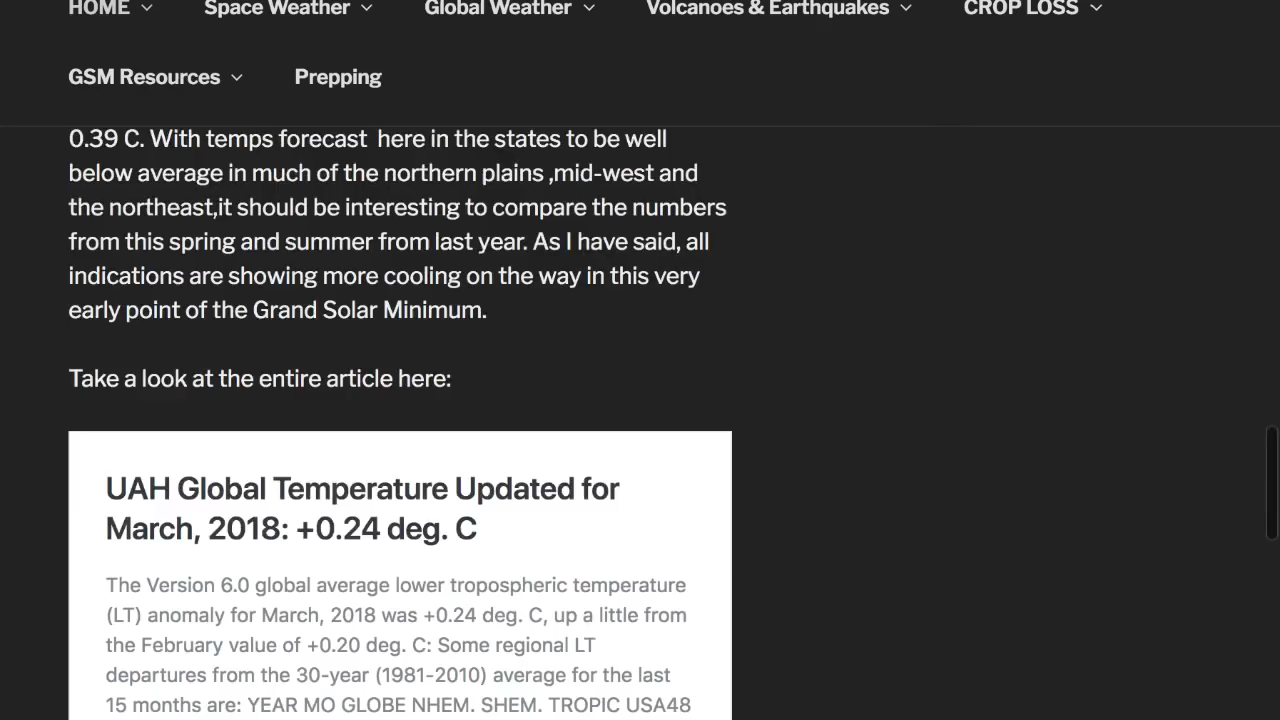 HOME Space Weather Global Weather Volcanoes & Earthquakes CROP LOSS
GSM Resources Prepping
0.39 C. With temps forecast here in the states to be well
below average in much of the northern plains ,mid-west and
the northeast,it should be interesting to compare the numbers
from this spring and summer from last year. As I have said, all
indications are showing more cooling on the way in this very
early point of the Grand Solar Minimum.
Take a look at the entire article here:
UAH Global Temperature Updated for
March, 2018: +0.24 deg. C
The Version 6.0 global average lower tropospheric temperature
(LT) anomaly for March, 2018 was +0.24 deg. C, up a little from
the February value of +0.20 deg. C: Some regional LT
departures from the 30-year (1981-2010) average for the last
15 months are: YEAR MO GLOBE NHEM. SHEM. TROPIC USA48